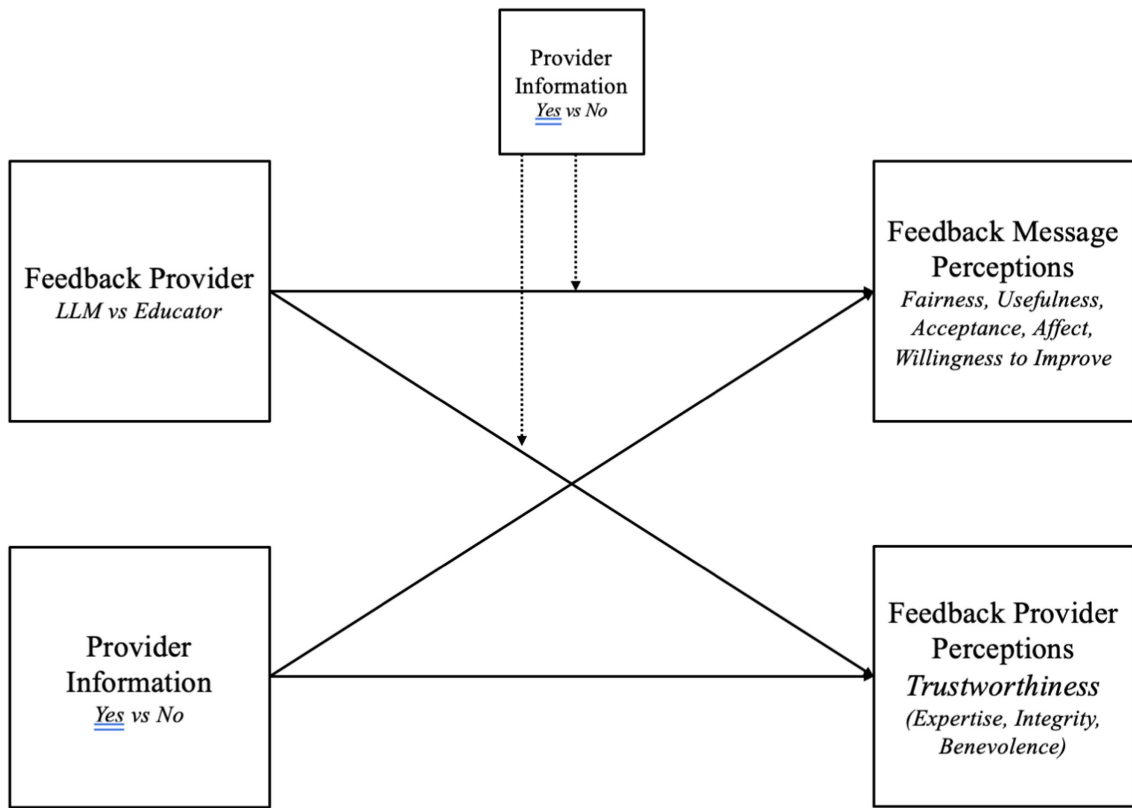 Provider
Information
Yes vs No
Feedback Provider
LLM vs Educator
Feedback Message
Perceptions
Fairness, Usefulness,
Acceptance, Affect,
Willingness to Improve
Provider
Information
Yes vs No
Feedback Provider
Perceptions
Trustworthiness
(Expertise, Integrity,
Benevolence)